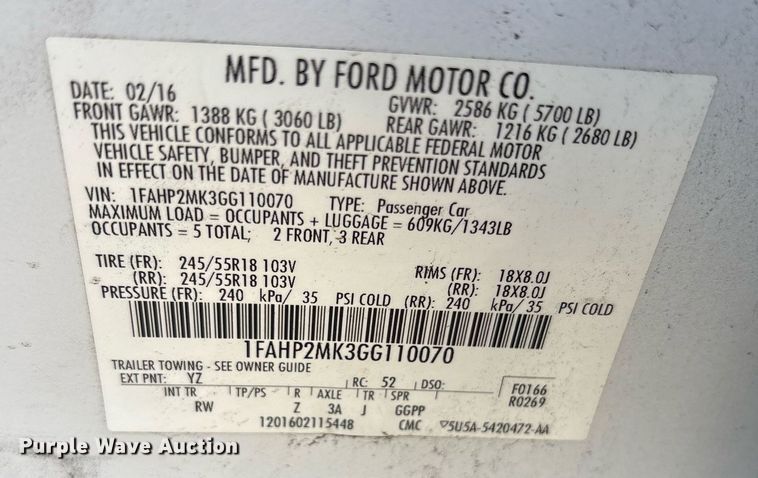 MFD. BY FORD MOTOR CO.
DATE: 02/16 GVWR: 2586 KG ( 5700 LB)
FRONT GAWR: 1388 KG ( 3060 LB) REAR GAWR: 1216 KG ( 2680 LB)
THIS VEHICLE CONFORMS TO ALL APPLICABLE FEDERAL MOTOR
VEHICLE SAFETY, BUMPER, AND THEFT PREVENTION STANDARDS
IN EFFECT ON THE DATE OF MANUFACTURE SHOWN ABOVE.
VIN: 1FAHP2MK3GG110070 TYPE: Passenger Car
MAXIMUM LOAD = OCCUPANTS + LUGGAGE = 609KG/1343LB
OCCUPANTS = 5 TOTAL; 2 FRONT, 3 REAR
TIRE (FR): 245/55R18 103V RIMS (FR): 18X8.0J
(RR): 245/55R18 103V (RR): 18X8.0J
PRESSURE (FR): 240 kPa/ 35 PSI COLD (RR): 240 kPa/ 35 PSI COLD
1FAHP2MK3GG110070
TRAILER TOWING - SEE OWNER GUIDE
EXT PNT: YZ RC: 52 DSO: F0166
INT TR TP/PS R AXLE TR SPR R0269
RW Z 3A J GGPP
1201602115448 CMC 5U5A-5420472-AA
Purple Wave Auction